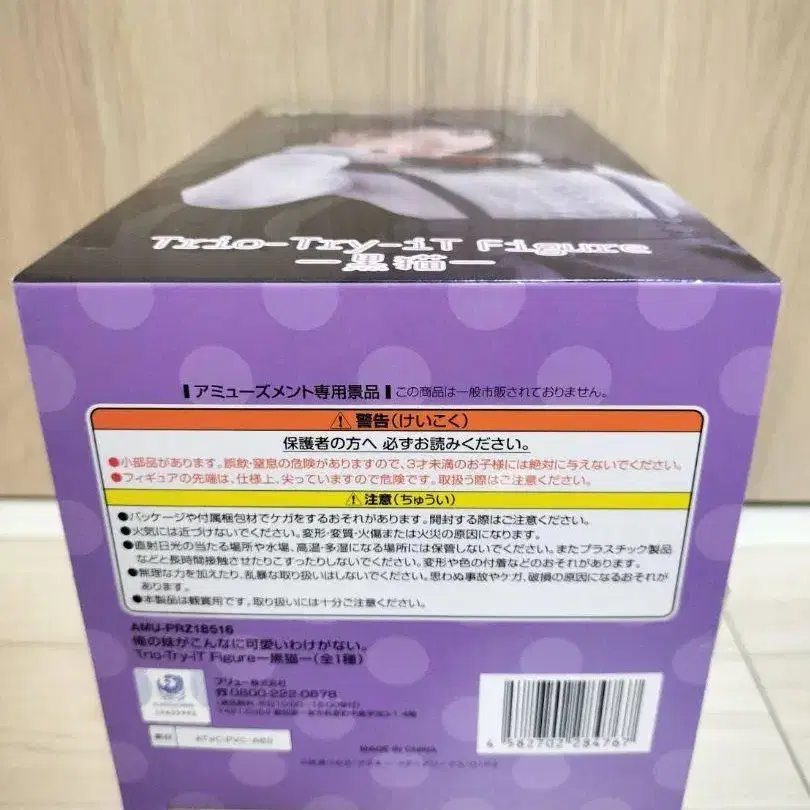 Trio-Try-iT Figure
―黒猫―
アミューズメント専用景品 この商品は一般市販されておりません。
警告(けいこく)
保護者の方へ 必ずお読みください。
●小部品があります。誤飲・窒息の危険がありますので、3才未満のお子様には絶対に与えないでください。
●フィギュアの先端は、仕様上、尖っていますので危険です。取扱う際はご注意ください。
注意(ちゅうい)
●パッケージや付属梱包材でケガをするおそれがあります。開封する際はご注意ください。
●火気には近づけないでください。変形・変質・火傷または火災の原因になります。
●直射日光の当たる場所や水場、高温・多湿になる場所には保管しないでください。またプラスチック製品
などと長時間接触させたりこすったりしないでください。変形や色の付着などのおそれがあります。
●無理な力を加えたり、乱暴な取り扱いはしないでください。思わぬ事故やケガ、破損の原因になるおそれが
あります。
●本製品は観賞用です。取り扱いには十分ご注意ください。
AMU-PRZ18516
俺の妹がこんなに可愛いわけがない。
Trio-Try-iT Figure―黒猫―(全1種)
フリュー株式会社
☎0800-222-0878
ATBC-PVC・ABS
MADE IN CHINA
4 582702 284767